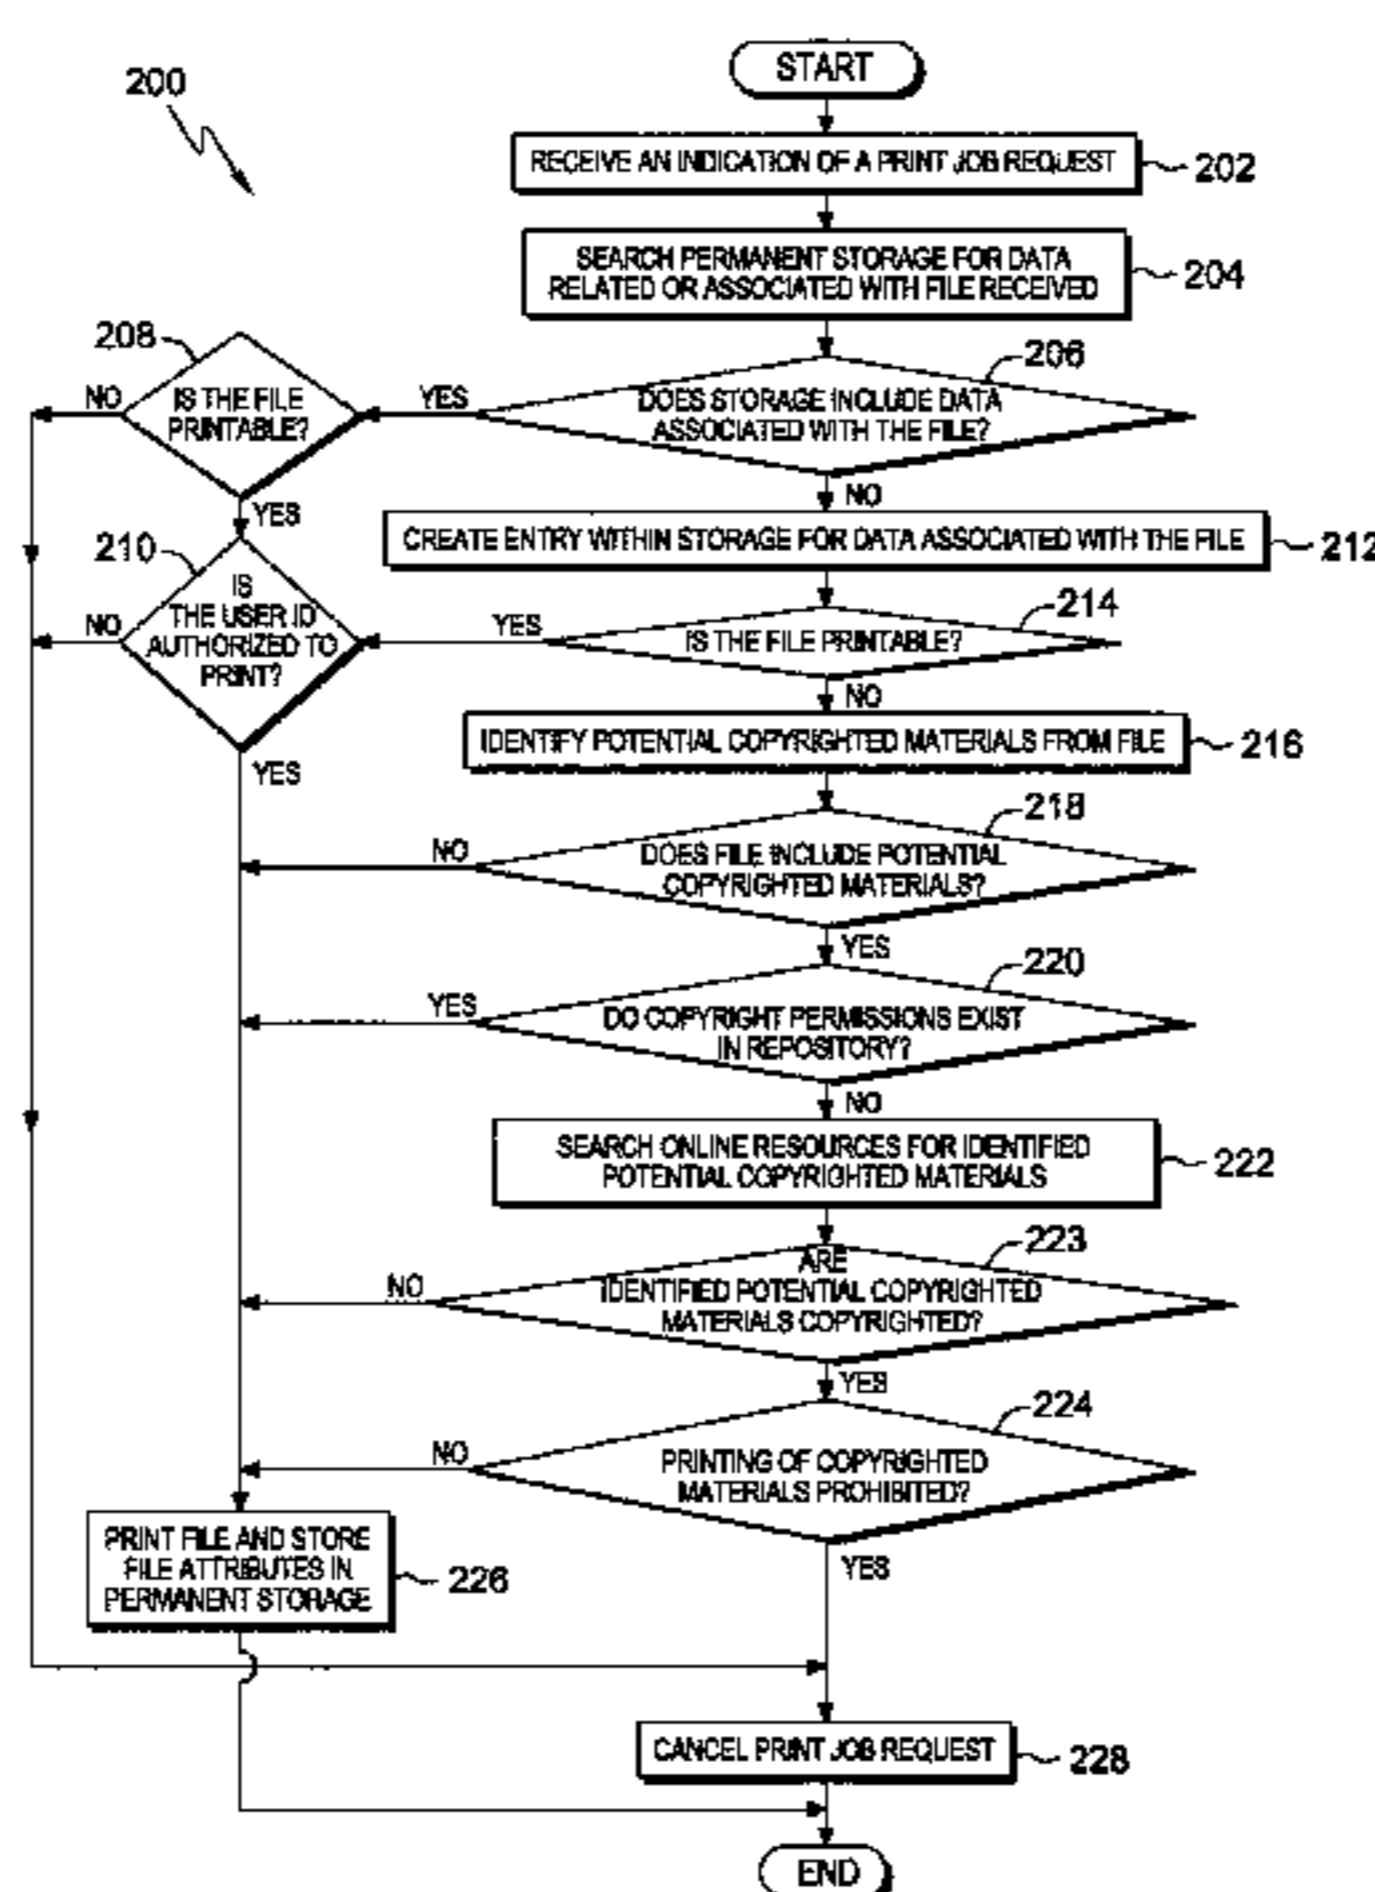 START
200
RECEIVE AN INDICATION OF A PRINT JOB REQUEST
202
SEARCH PERMANENT STORAGE FOR DATA
RELATED OR ASSOCIATED WITH FILE RECEIVED
204
206
DOES STORAGE INCLUDE DATA
ASSOCIATED WITH THE FILE?
YES
208
IS THE FILE
PRINTABLE?
NO
YES
NO
CREATE ENTRY WITHIN STORAGE FOR DATA ASSOCIATED WITH THE FILE
212
210
IS
THE USER ID
AUTHORIZED TO
PRINT?
NO
YES
214
IS THE FILE PRINTABLE?
YES
NO
IDENTIFY POTENTIAL COPYRIGHTED MATERIALS FROM FILE
216
218
DOES FILE INCLUDE POTENTIAL
COPYRIGHTED MATERIALS?
NO
YES
220
DO COPYRIGHT PERMISSIONS EXIST
IN REPOSITORY?
YES
NO
SEARCH ONLINE RESOURCES FOR IDENTIFIED
POTENTIAL COPYRIGHTED MATERIALS
222
223
ARE
IDENTIFIED POTENTIAL COPYRIGHTED
MATERIALS COPYRIGHTED?
NO
YES
224
PRINTING OF COPYRIGHTED
MATERIALS PROHIBITED?
NO
YES
PRINT FILE AND STORE
FILE ATTRIBUTES IN
PERMANENT STORAGE
226
CANCEL PRINT JOB REQUEST
228
END